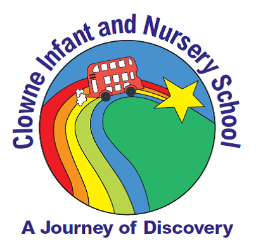 Clowne Infant and Nursery School
A Journey of Discovery